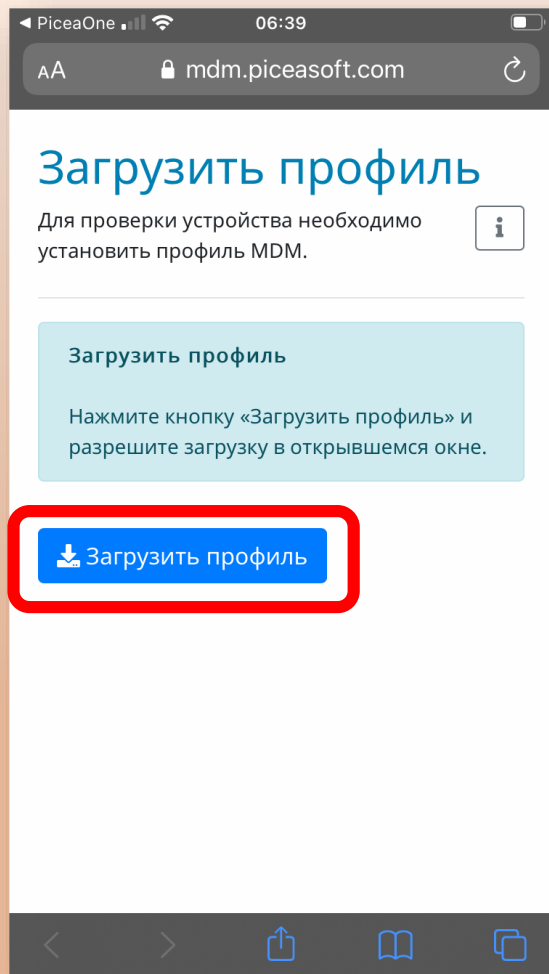 PiceaOne
06:39
AA
mdm.piceasoft.com
Загрузить профиль
Для проверки устройства необходимо
установить профиль MDM.
i
Загрузить профиль
Нажмите кнопку «Загрузить профиль» и
разрешите загрузку в открывшемся окне.
Загрузить профиль